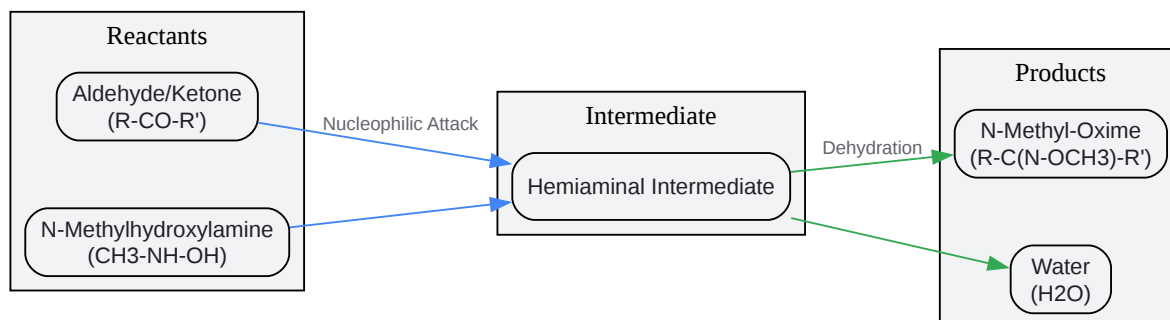 Reactants
Aldehyde/Ketone
(R-CO-R')
N-Methylhydroxylamine
(CH3-NH-OH)
Nucleophilic Attack
Intermediate
Hemiaminal Intermediate
Dehydration
Products
N-Methyl-Oxime
(R-C(N-OCH3)-R')
Water
(H2O)